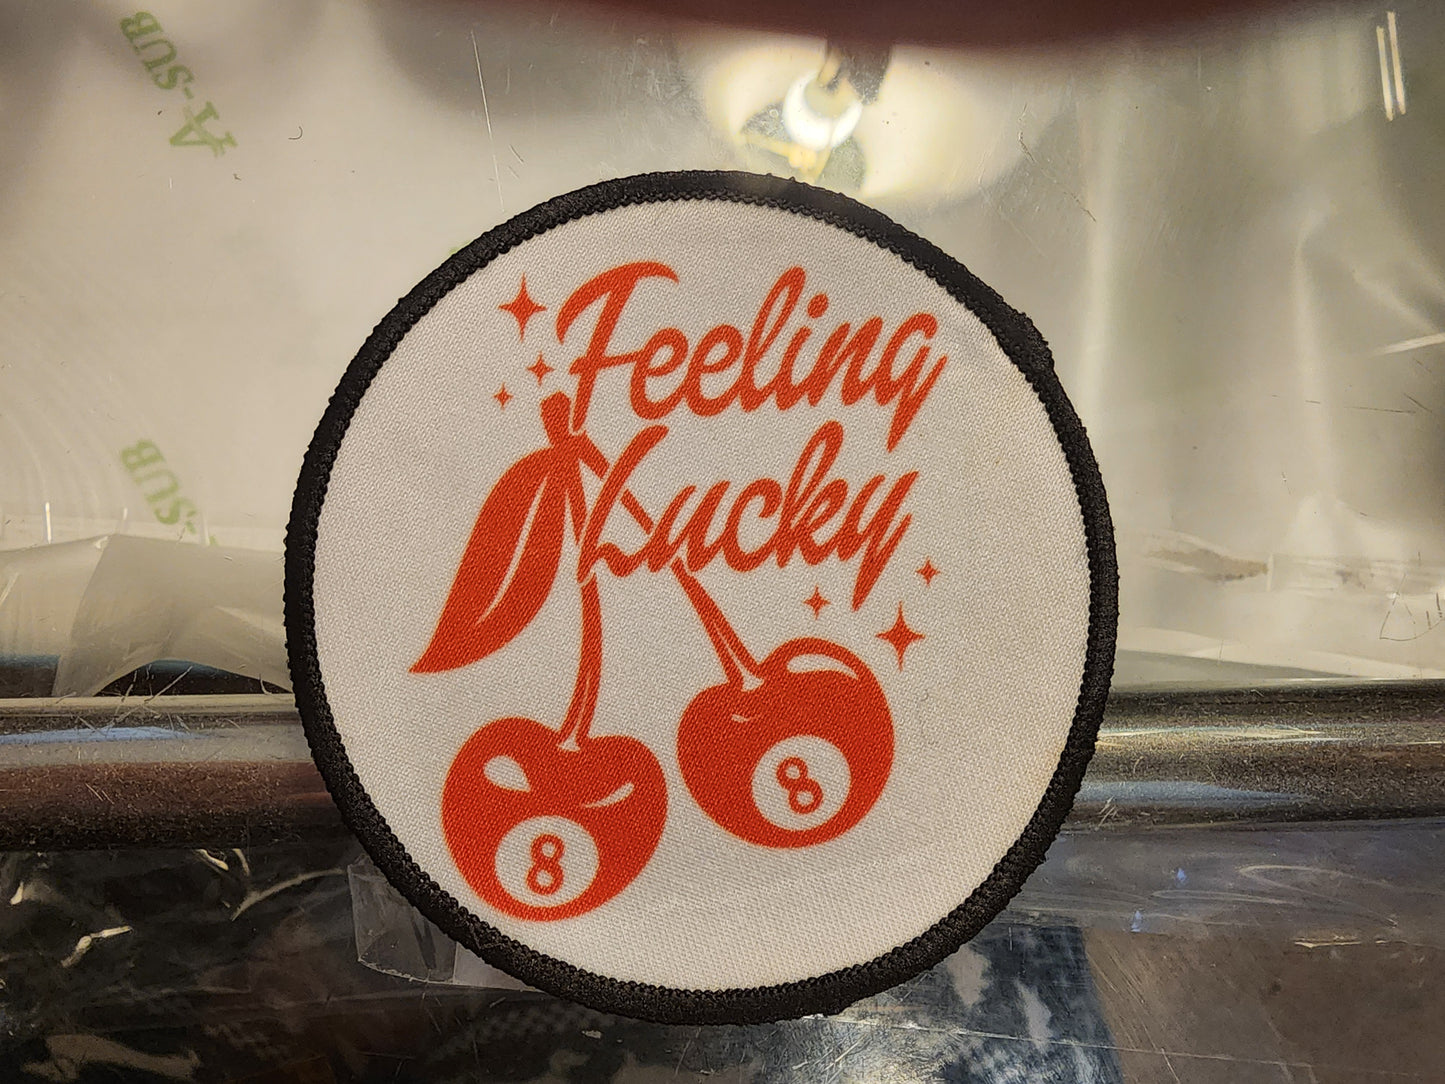 A-SUB
Feeling
Lucky
-SUB
8
8